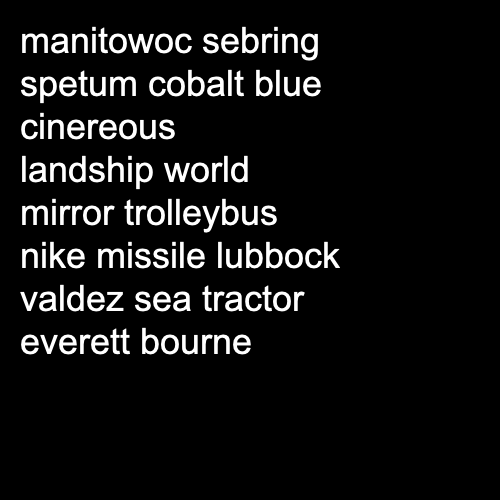 manitowoc sebring
spetum cobalt blue
cinereous
landship world
mirror trolleybus
nike missile lubbock
valdez sea tractor
everett bourne